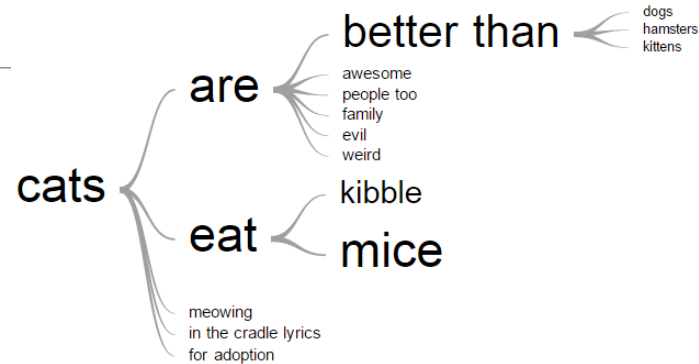 cats
are
better than
dogs
hamsters
kittens
awesome
people too
family
evil
weird
eat
kibble
mice
meowing
in the cradle lyrics
for adoption